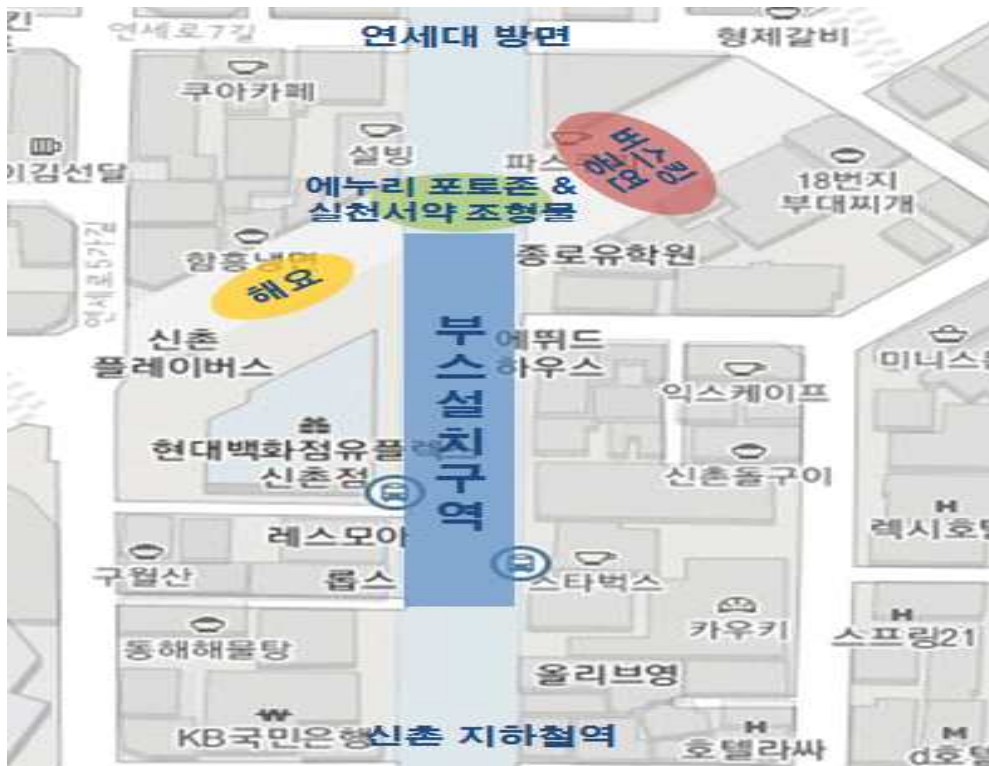 연세로7길
연세대 방면
형제갈비
쿠아카페
설빙
이김선달
파스
버스킹
18번지
부대찌개
에누리 포토존 &
실천서약 조형물
함흥냉면
해요
종로유학원
연세로5가길
신촌
플레이버스
부스설치구역
에뛰드
하우스
미니스
익스케이프
현대백화점유플렉
신촌점
신촌돌구이
H
렉시호텔
레스모아
구월산
롭스
스타벅스
카우키
H
스프링21
동해해물탕
올리브영
KB국민은행
신촌 지하철역
H
호텔라싸
M
d호텔